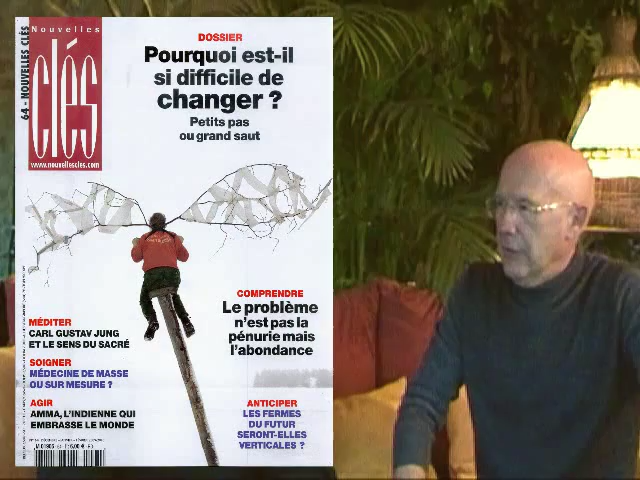 64 - NOUVELLES CLÉS
Nouvelles
clés
www.nouvellescles.com
DOSSIER
Pourquoi est-il
si difficile de
changer ?
Petits pas
ou grand saut
COMPRENDRE
Le problème
n'est pas la
pénurie mais
l'abondance
MÉDITER
CARL GUSTAV JUNG
ET LE SENS DU SACRÉ
SOIGNER
MÉDECINE DE MASSE
OU SUR MESURE ?
AGIR
AMMA, L'INDIENNE QUI
EMBRASSE LE MONDE
ANTICIPER
LES FERMES
DU FUTUR
SERONT-ELLES
VERTICALES ?